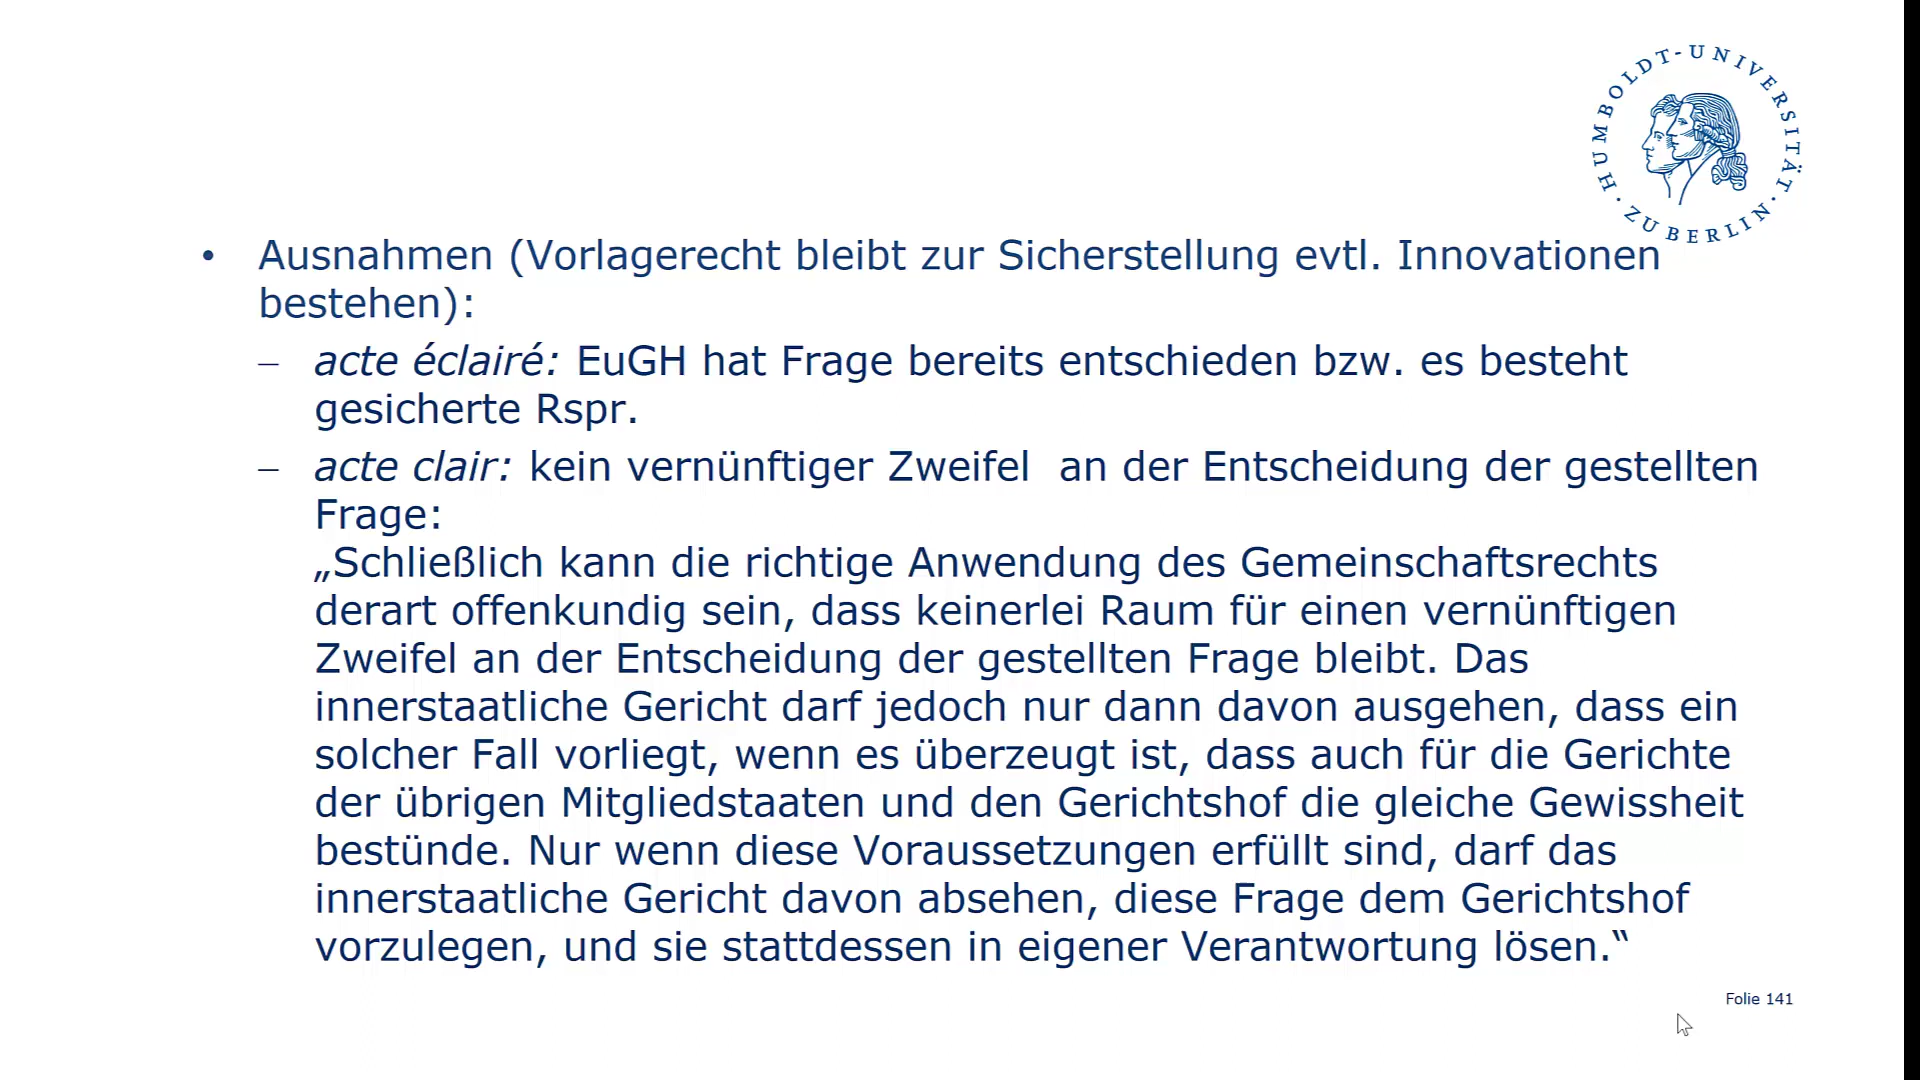 HUMBOLDT-UNIVERSITÄT · ZU BERLIN ·
• Ausnahmen (Vorlagerecht bleibt zur Sicherstellung evtl. Innovationen
bestehen):
– acte éclairé: EuGH hat Frage bereits entschieden bzw. es besteht
gesicherte Rspr.
– acte clair: kein vernünftiger Zweifel  an der Entscheidung der gestellten
Frage:
„Schließlich kann die richtige Anwendung des Gemeinschaftsrechts
derart offenkundig sein, dass keinerlei Raum für einen vernünftigen
Zweifel an der Entscheidung der gestellten Frage bleibt. Das
innerstaatliche Gericht darf jedoch nur dann davon ausgehen, dass ein
solcher Fall vorliegt, wenn es überzeugt ist, dass auch für die Gerichte
der übrigen Mitgliedstaaten und den Gerichtshof die gleiche Gewissheit
bestünde. Nur wenn diese Voraussetzungen erfüllt sind, darf das
innerstaatliche Gericht davon absehen, diese Frage dem Gerichtshof
vorzulegen, und sie stattdessen in eigener Verantwortung lösen.“
Folie 141